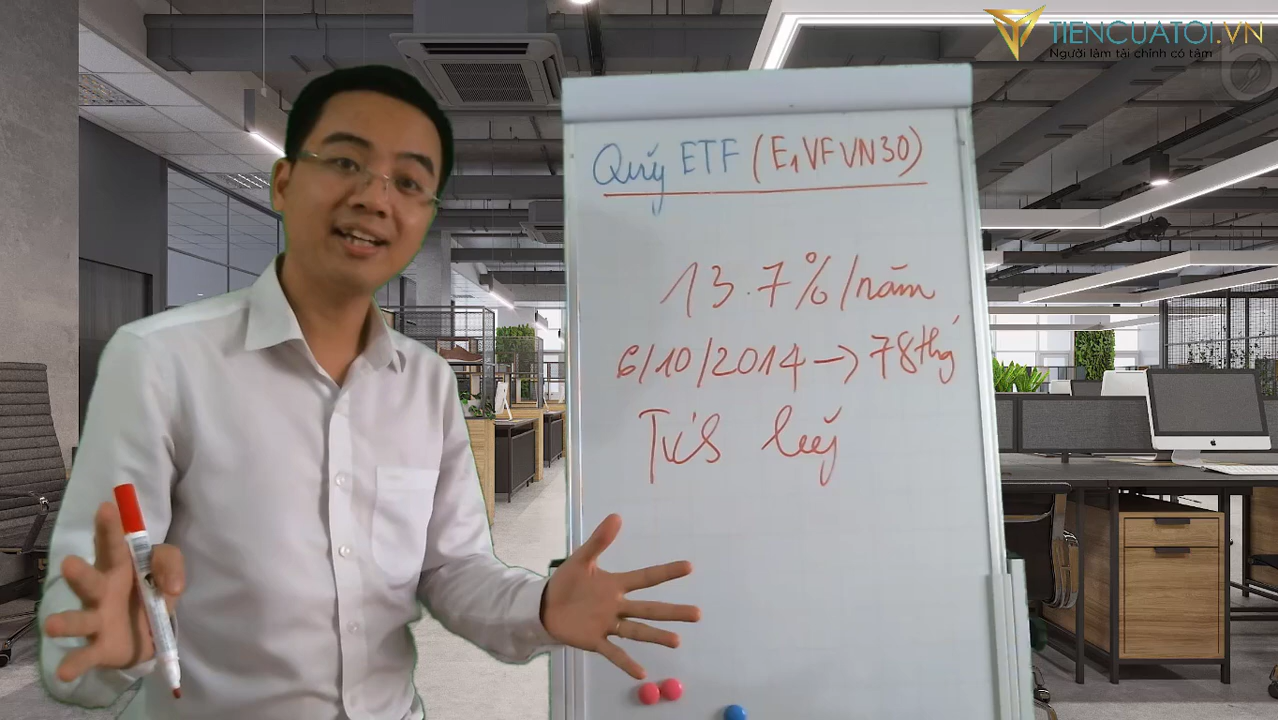 TIENCUATOI.VN
Người làm tài chính có tâm
Quỹ ETF (E1VFVN30)
13.7%/năm
6/10/2014 → 78thg
Tích luỹ